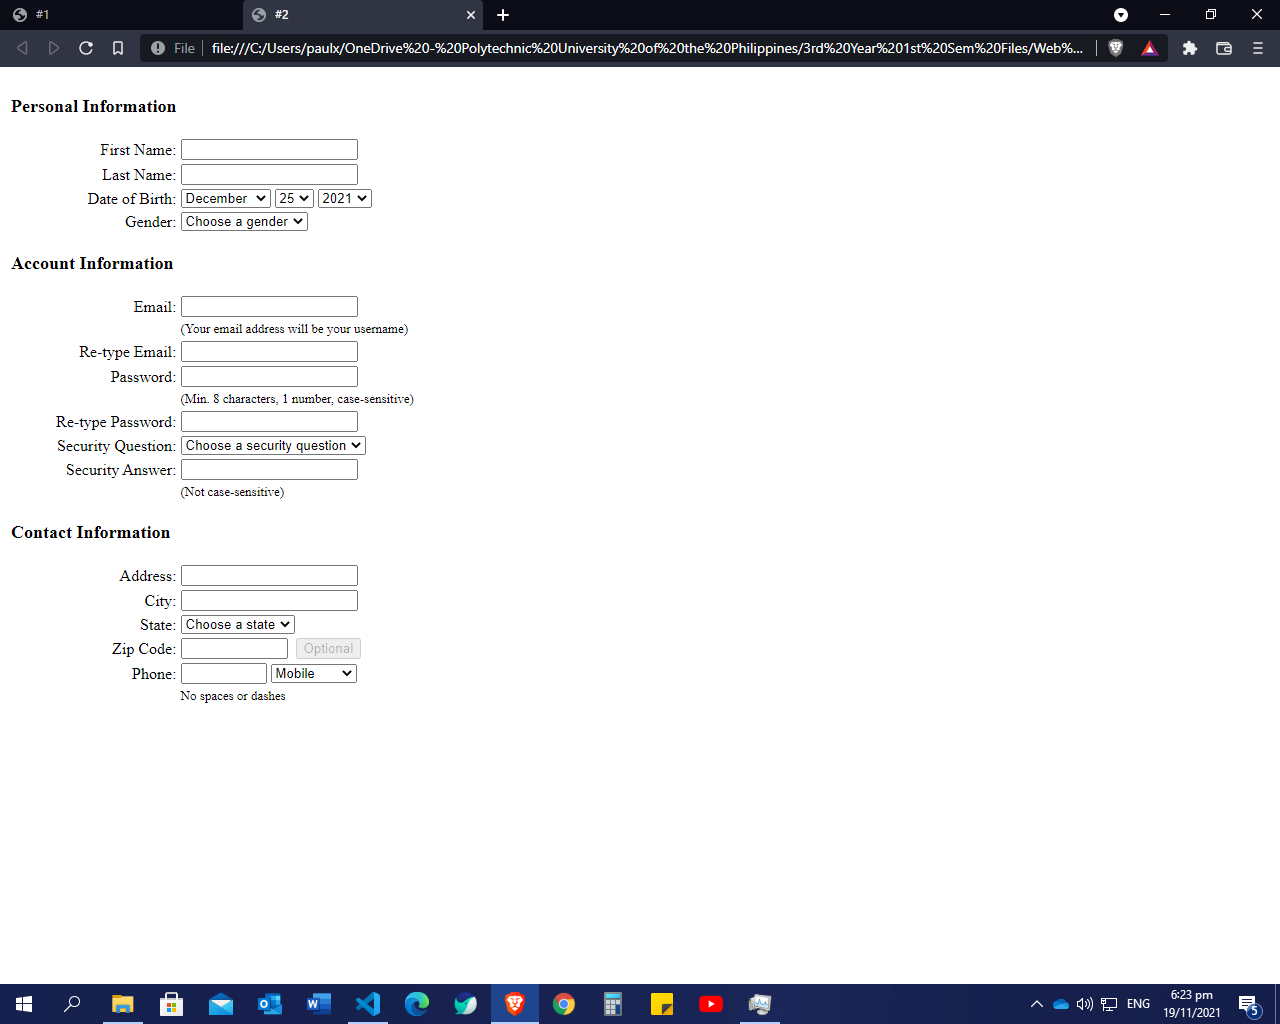 #1
#2
File
file:///C:/Users/paulx/OneDrive%20-%20Polytechnic%20University%20of%20the%20Philippines/3rd%20Year%201st%20Sem%20Files/Web%...
Personal Information
First Name:
Last Name:
Date of Birth: December 25 2021
Gender: Choose a gender
Account Information
Email:
(Your email address will be your username)
Re-type Email:
Password:
(Min. 8 characters, 1 number, case-sensitive)
Re-type Password:
Security Question: Choose a security question
Security Answer:
(Not case-sensitive)
Contact Information
Address:
City:
State: Choose a state
Zip Code: Optional
Phone: Mobile
No spaces or dashes
ENG
6:23 pm
19/11/2021
5